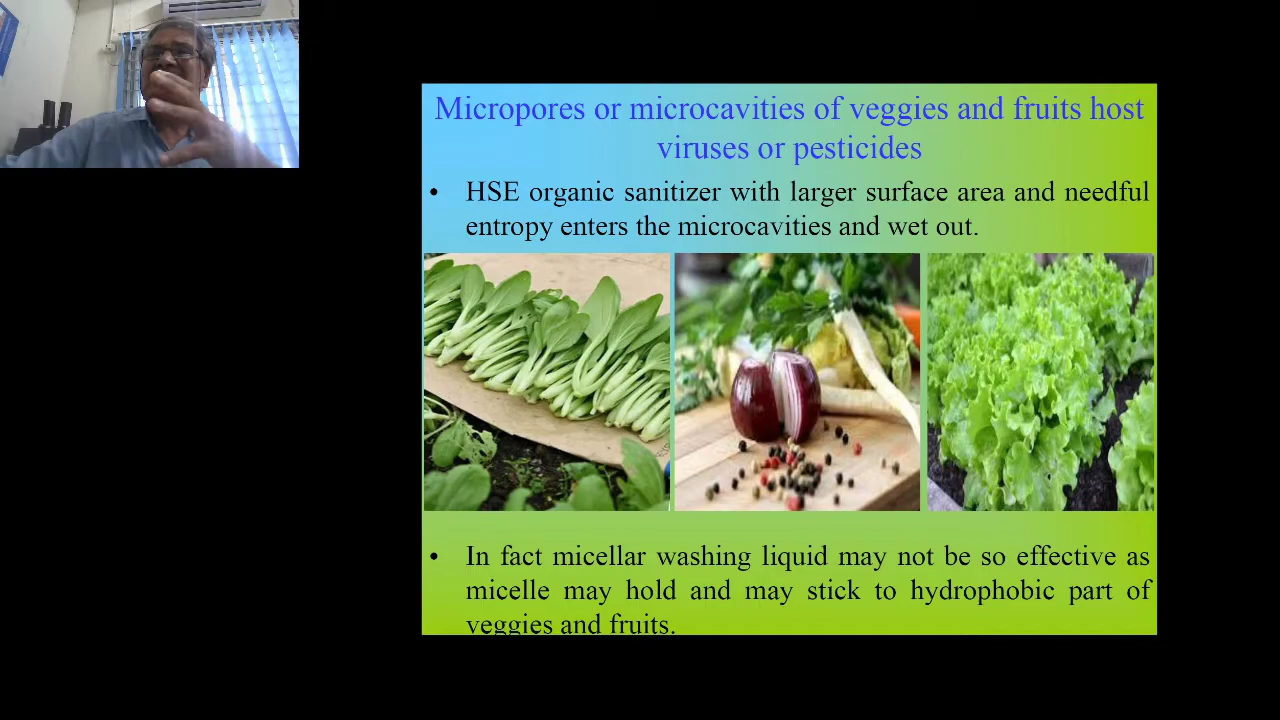 Micropores or microcavities of veggies and fruits host
viruses or pesticides
• HSE organic sanitizer with larger surface area and needful
entropy enters the microcavities and wet out.
• In fact micellar washing liquid may not be so effective as
micelle may hold and may stick to hydrophobic part of
veggies and fruits.